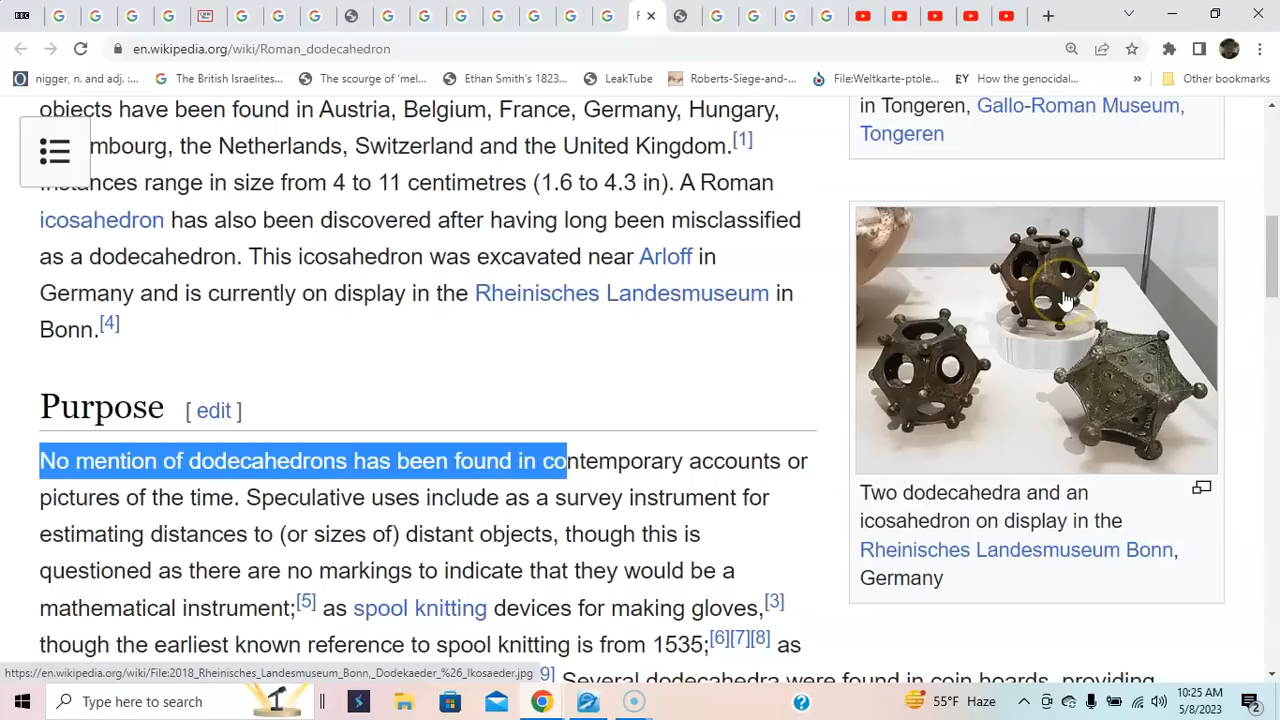 BBC
F
en.wikipedia.org/wiki/Roman_dodecahedron
nigger, n. and adj. :...
The British Israelites...
The scourge of 'mel...
Ethan Smith's 1823...
LeakTube
Roberts-Siege-and-...
File:Weltkarte-ptole...
EY
How the genocidal...
»
Other bookmarks
objects have been found in Austria, Belgium, France, Germany, Hungary,
mbourg, the Netherlands, Switzerland and the United Kingdom.[1]
Instances range in size from 4 to 11 centimetres (1.6 to 4.3 in). A Roman
icosahedron has also been discovered after having long been misclassified
as a dodecahedron. This icosahedron was excavated near Arloff in
Germany and is currently on display in the Rheinisches Landesmuseum in
Bonn.[4]
Purpose [ edit ]
No mention of dodecahedrons has been found in contemporary accounts or
pictures of the time. Speculative uses include as a survey instrument for
estimating distances to (or sizes of) distant objects, though this is
questioned as there are no markings to indicate that they would be a
mathematical instrument;[5] as spool knitting devices for making gloves,[3]
though the earliest known reference to spool knitting is from 1535;[6][7][8] as
9] Several dodecahedra were found in coin hoards, providing
in Tongeren, Gallo-Roman Museum,
Tongeren
Two dodecahedra and an
icosahedron on display in the
Rheinisches Landesmuseum Bonn,
Germany
https://en.wikipedia.org/wiki/File:2018_Rheinisches_Landesmuseum_Bonn,_Dodekaeder_%26_Ikosaeder.jpg
Type here to search
55°F Haze
10:25 AM
5/8/2023
2